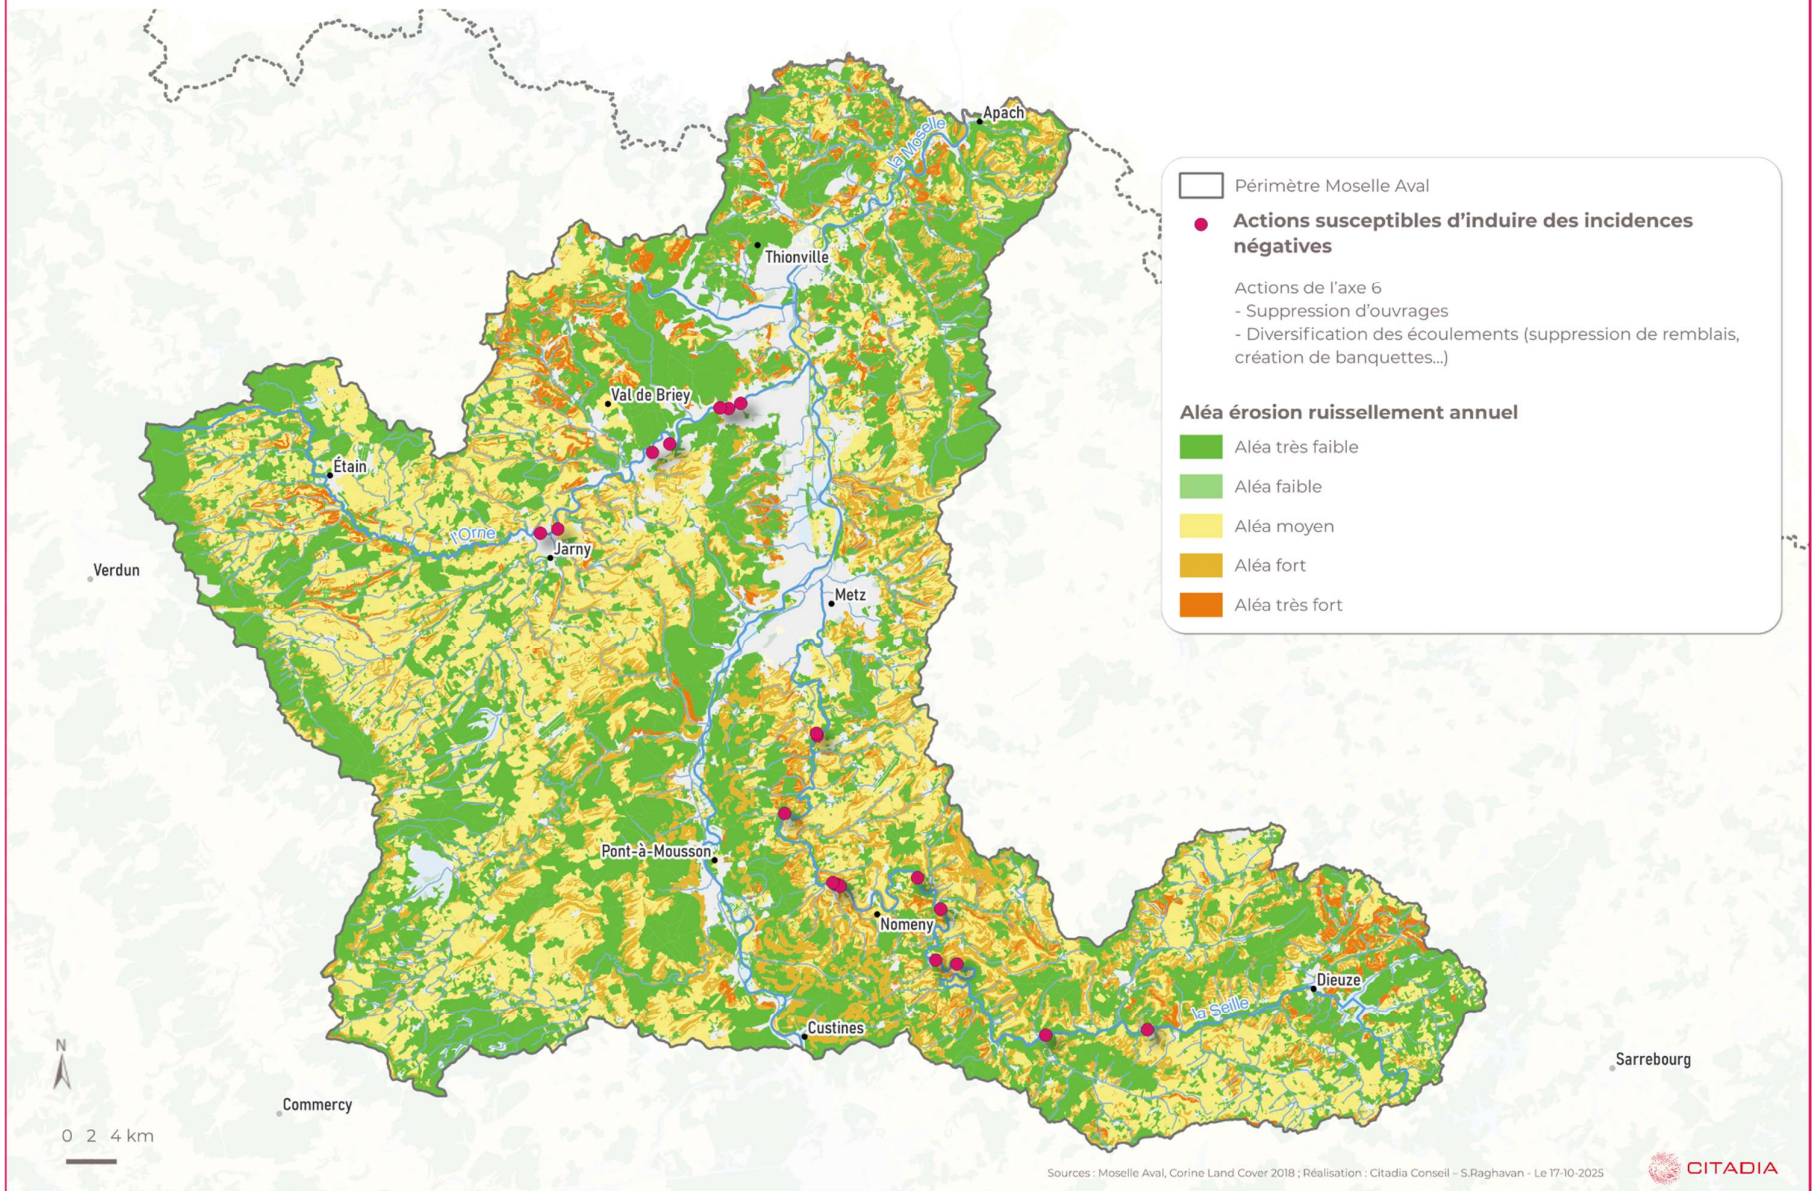 Apach
la Moselle
Thionville
Val de Briey
Étain
l'Orne
Jarny
Verdun
Metz
Pont-à-Mousson
Nomeny
Dieuze
la Seille
Custines
Sarrebourg
Commercy
N
0 2 4 km
Périmètre Moselle Aval
Actions susceptibles d’induire des incidences
négatives
Actions de l’axe 6
- Suppression d’ouvrages
- Diversification des écoulements (suppression de remblais,
création de banquettes...)
Aléa érosion ruissellement annuel
Aléa très faible
Aléa faible
Aléa moyen
Aléa fort
Aléa très fort
Sources : Moselle Aval, Corine Land Cover 2018 ; Réalisation : Citadia Conseil – S.Raghavan - Le 17-10-2025
CITADIA